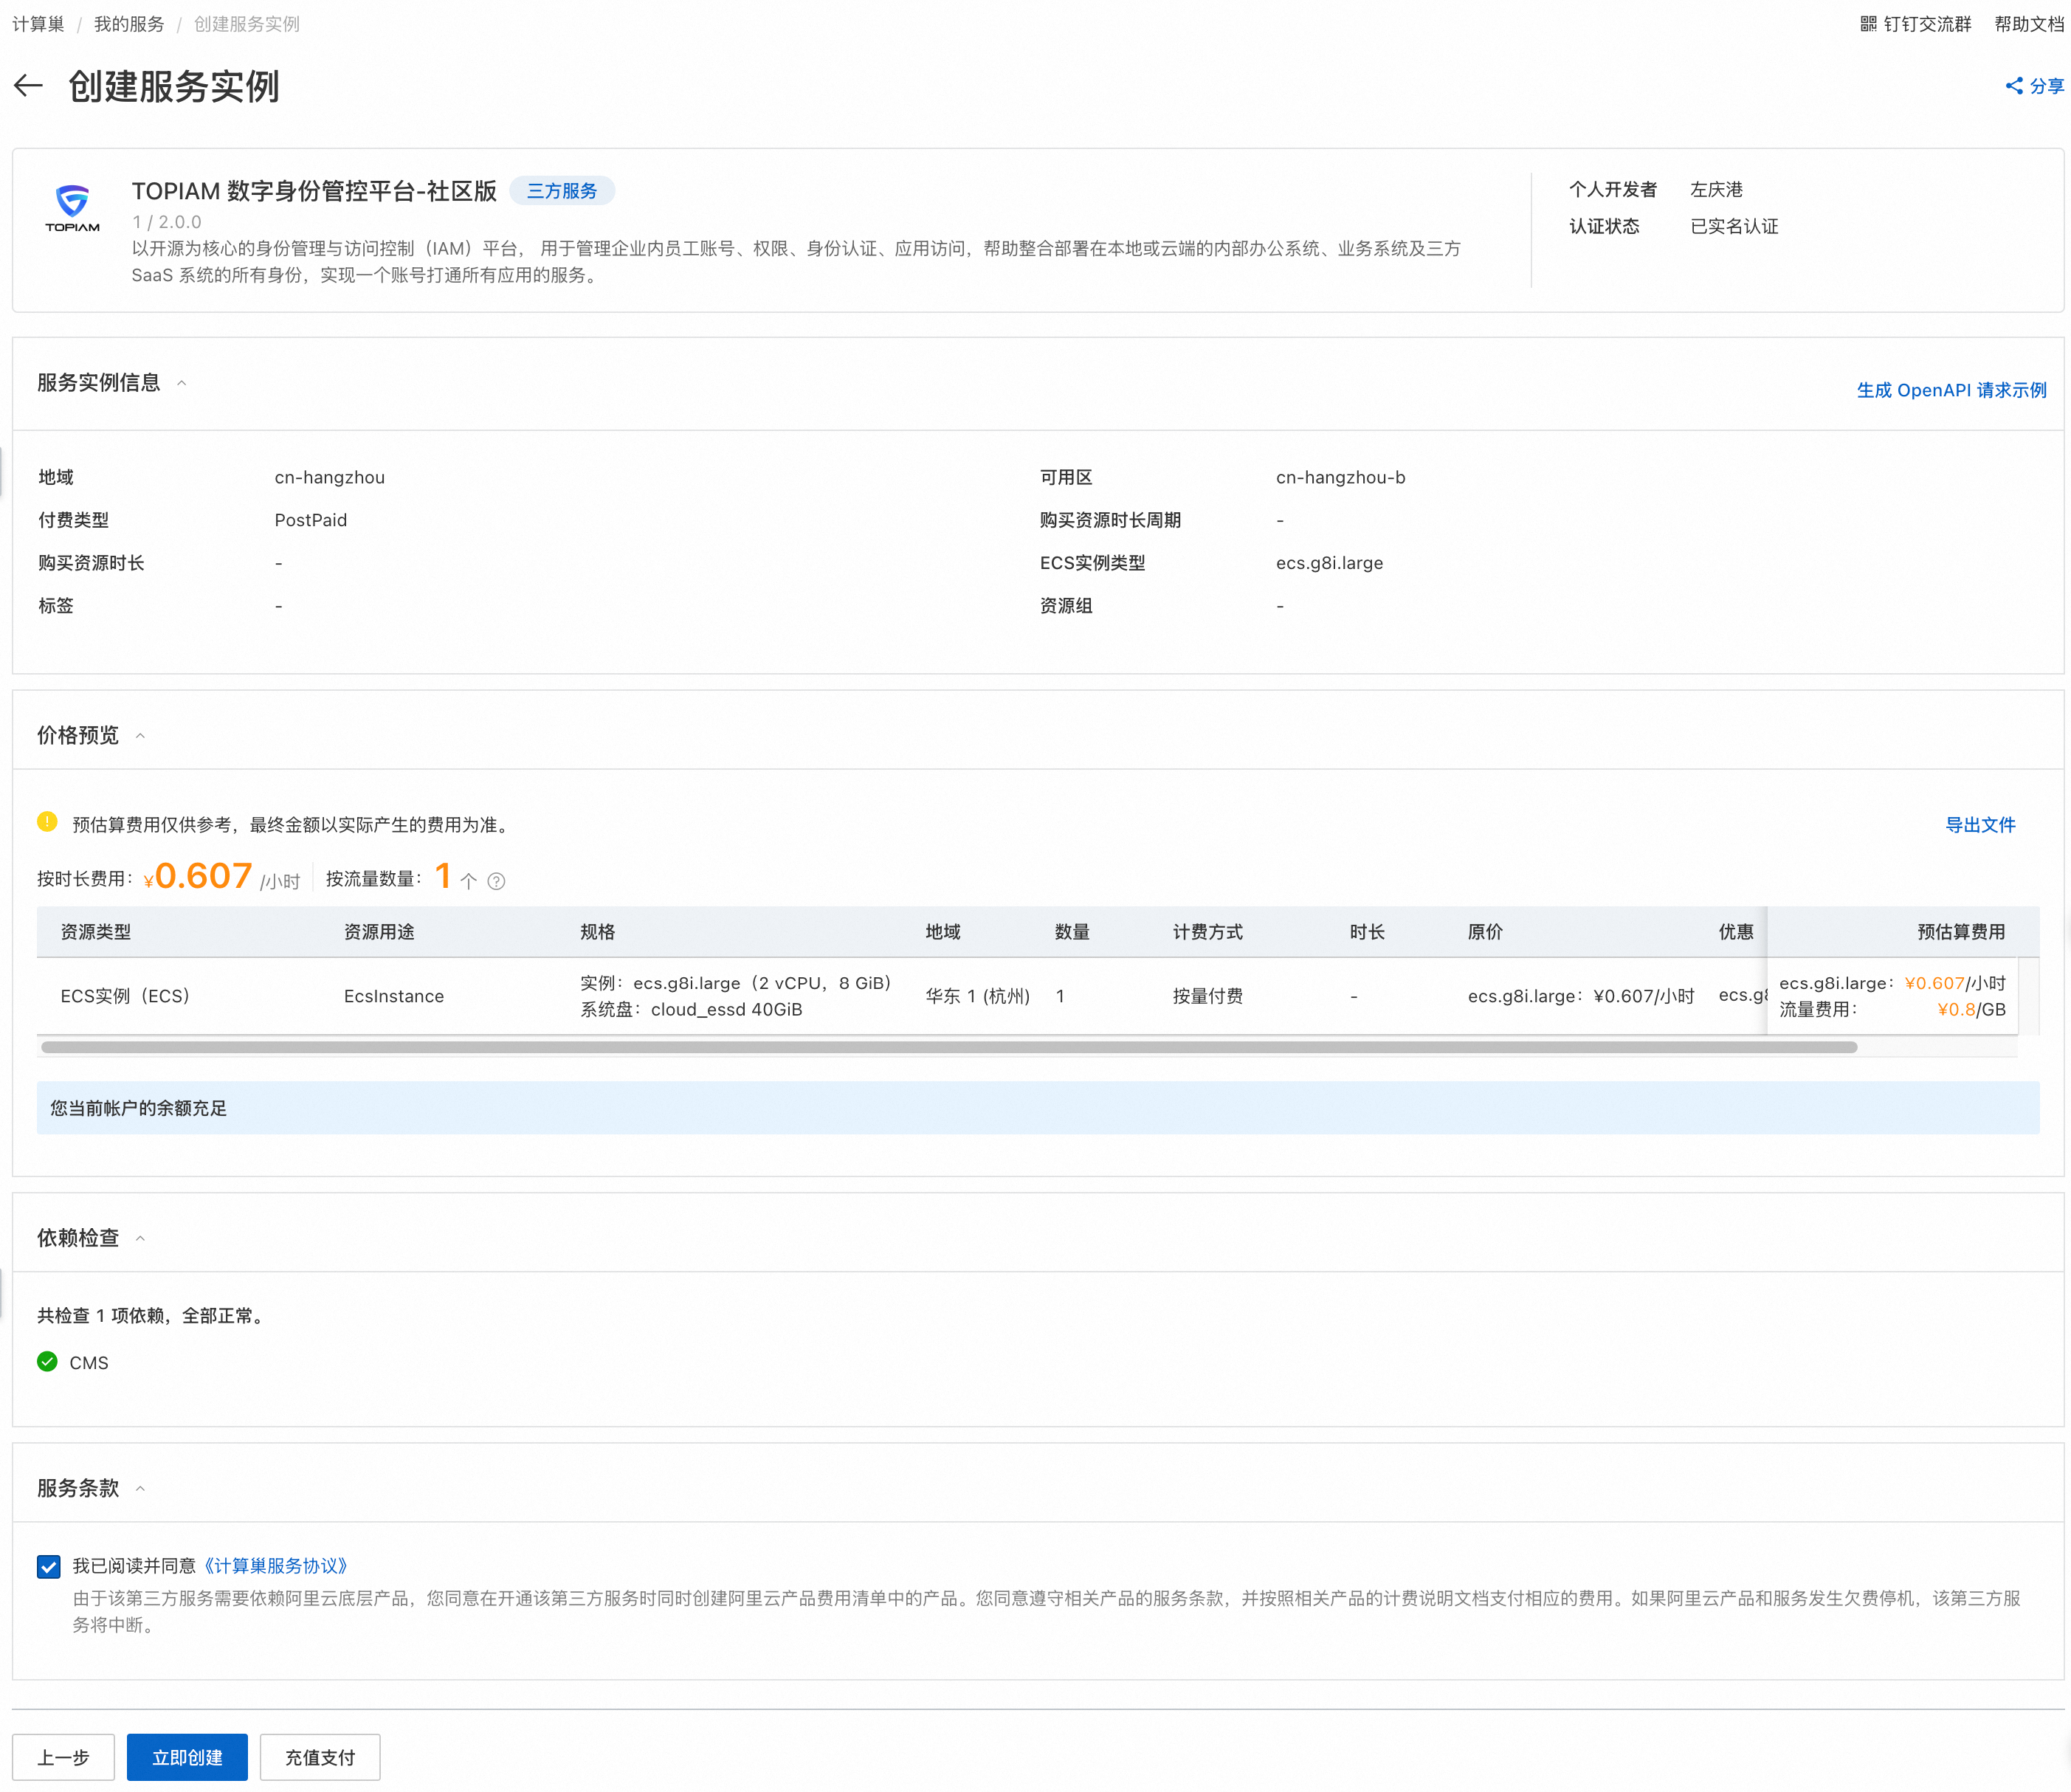 计算巢 / 我的服务 / 创建服务实例
钉钉交流群 帮助文档
创建服务实例
分享
TOPIAM
TOPIAM 数字身份管控平台-社区版 三方服务
1 / 2.0.0
以开源为核心的身份管理与访问控制（IAM）平台， 用于管理企业内员工账号、权限、身份认证、应用访问，帮助整合部署在本地或云端的内部办公系统、业务系统及三方
SaaS 系统的所有身份，实现一个账号打通所有应用的服务。
个人开发者 左庆港
认证状态 已实名认证
服务实例信息
生成 OpenAPI 请求示例
地域 cn-hangzhou 可用区 cn-hangzhou-b
付费类型 PostPaid 购买资源时长周期 -
购买资源时长 - ECS实例类型 ecs.g8i.large
标签 - 资源组 -
价格预览
预估算费用仅供参考，最终金额以实际产生的费用为准。
导出文件
按时长费用：¥0.607 /小时 按流量数量：1 个
资源类型 资源用途 规格 地域 数量 计费方式 时长 原价 优惠 预估算费用
ECS实例（ECS） EcsInstance 实例：ecs.g8i.large（2 vCPU，8 GiB）
系统盘：cloud_essd 40GiB
华东 1 (杭州) 1 按量付费 - ecs.g8i.large：¥0.607/小时 ecs.g8
ecs.g8i.large：¥0.607/小时
流量费用：¥0.8/GB
您当前帐户的余额充足
依赖检查
共检查 1 项依赖，全部正常。
CMS
服务条款
我已阅读并同意《计算巢服务协议》
由于该第三方服务需要依赖阿里云底层产品，您同意在开通该第三方服务时同时创建阿里云产品费用清单中的产品。您同意遵守相关产品的服务条款，并按照相关产品的计费说明文档支付相应的费用。如果阿里云产品和服务发生欠费停机，该第三方服
务将中断。
上一步 立即创建 充值支付